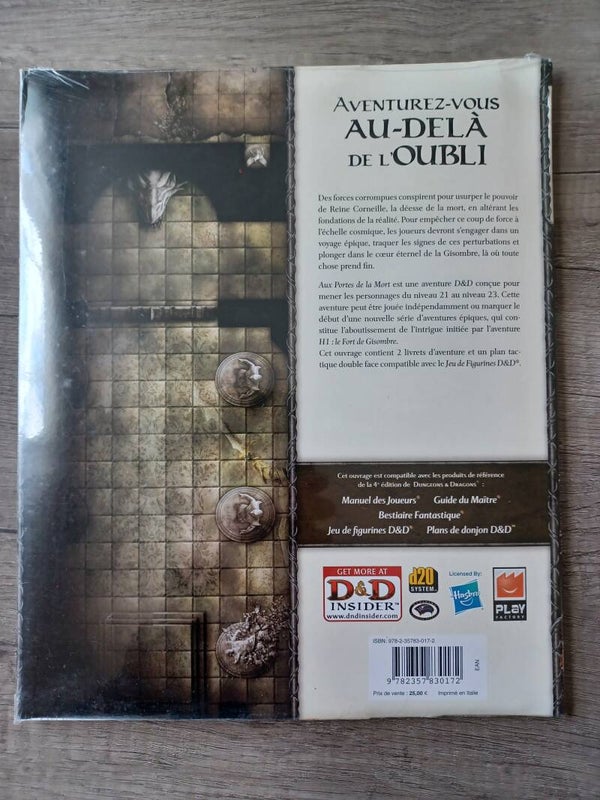 AVENTUREZ-VOUS
AU-DELÀ
DE L'OUBLI
Des forces corrompues conspirent pour usurper le pouvoir
de Reine Corneille, la déesse de la mort, en altérant les
fondations de la réalité. Pour empêcher ce coup de force à
l'échelle cosmique, les joueurs devront s'engager dans un
voyage épique, traquer les signes de ces perturbations et
plonger dans le cœur éternel de la Gisombre, là où toute
chose prend fin.
Aux Portes de la Mort est une aventure D&D conçue pour
mener les personnages du niveau 21 au niveau 23. Cette
aventure peut être jouée indépendamment ou marquer le
début d'une nouvelle série d'aventures épiques, qui con-
stitue l'aboutissement de l'intrigue initiée par l'aventure
H1 : le Fort de Gisombre.
Cet ouvrage contient 2 livrets d'aventure et un plan tac-
tique double face compatible avec le Jeu de Figurines D&D®.
Cet ouvrage est compatible avec les produits de référence
de la 4e édition de DUNGEONS & DRAGONS® :
Manuel des Joueurs® Guide du Maître®
Bestiaire Fantastique®
Jeu de figurines D&D® Plans de donjon D&D™
GET MORE AT
D&D
INSIDER™
www.dndinsider.com
d20
SYSTEM
Licensed By:
Hasbro
PLAY
FACTORY
ISBN: 978-2-35783-017-2
9 782357 830172
EAN
Prix de vente : 25,00 € Imprimé en Italie